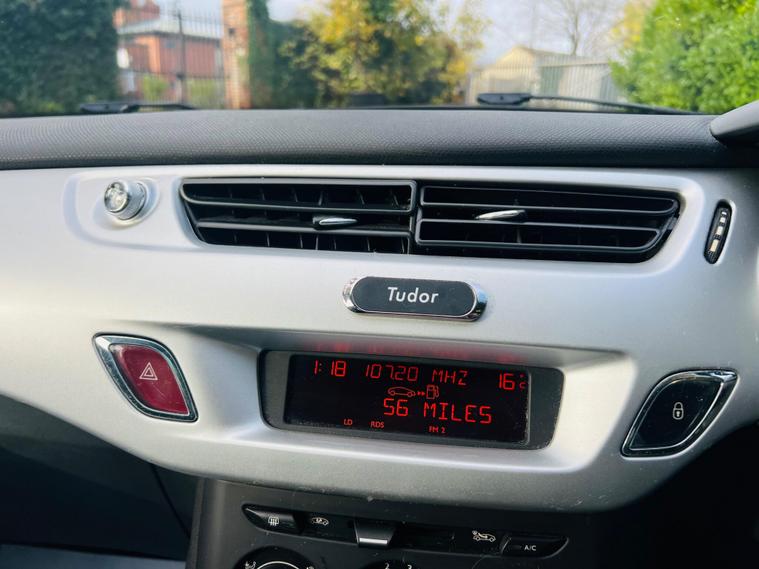 Tudor
1:18 107.20 MHZ 16°C
56 MILES
LD RDS FM 2
A/C